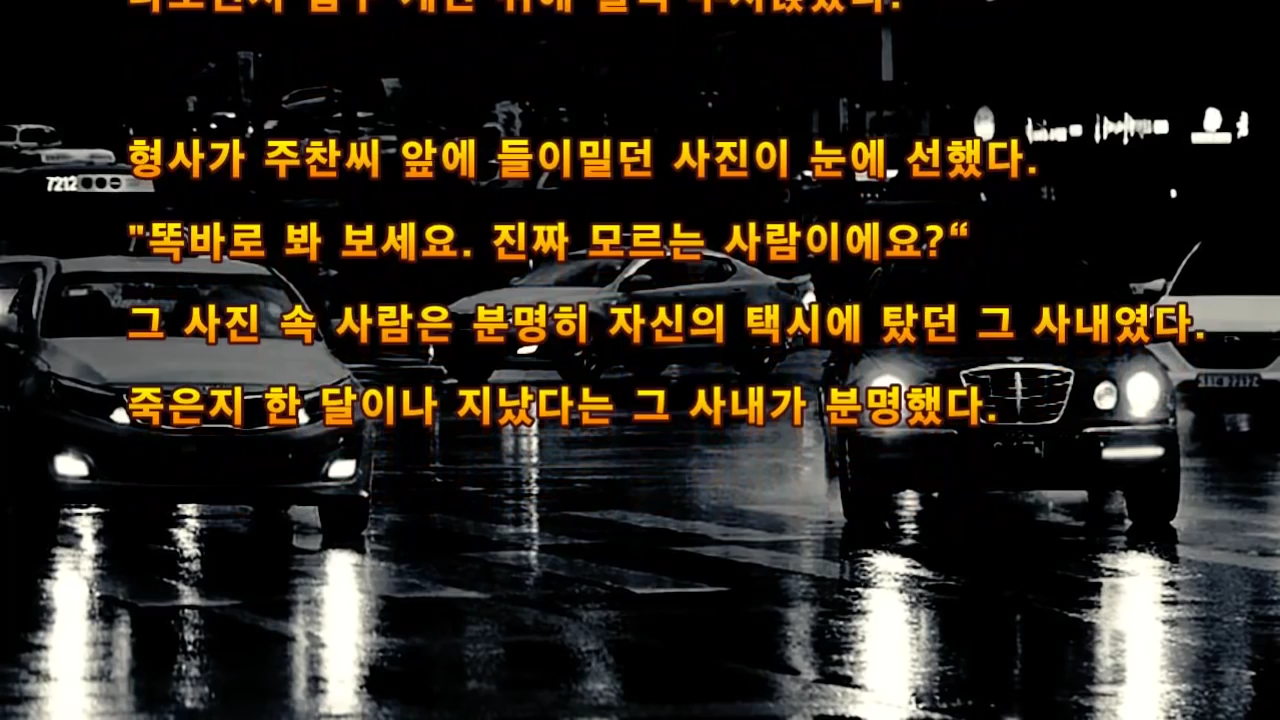 형사가 주찬씨 앞에 들이밀던 사진이 눈에 선했다.
7212
"똑바로 봐 보세요. 진짜 모르는 사람이에요?“
그 사진 속 사람은 분명히 자신의 택시에 탔던 그 사내였다.
죽은지 한 달이나 지났다는 그 사내가 분명했다.